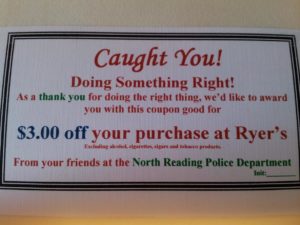 Caught You!
Doing Something Right!
As a thank you for doing the right thing, we'd like to award
you with this coupon good for
$3.00 off your purchase at Ryer's
Excluding alcohol, cigarettes, cigars and tobacco products.
From your friends at the North Reading Police Department
Init:________